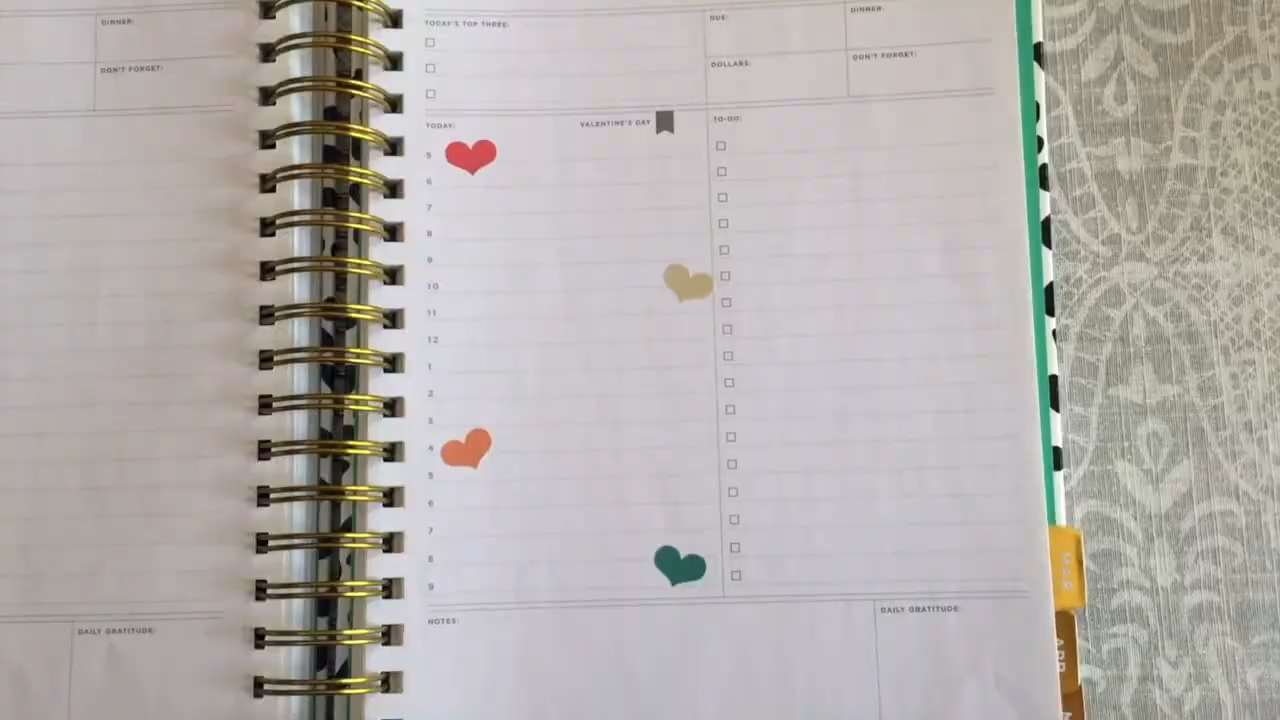 DINNER:
DON'T FORGET:
DAILY GRATITUDE:
TODAY'S TOP THREE:
DUE:
DINNER:
DOLLARS:
DON'T FORGET:
TODAY:
VALENTINE'S DAY
TO-DO:
5
6
7
8
9
10
11
12
1
2
3
4
5
6
7
8
9
NOTES:
DAILY GRATITUDE:
MAR
APR